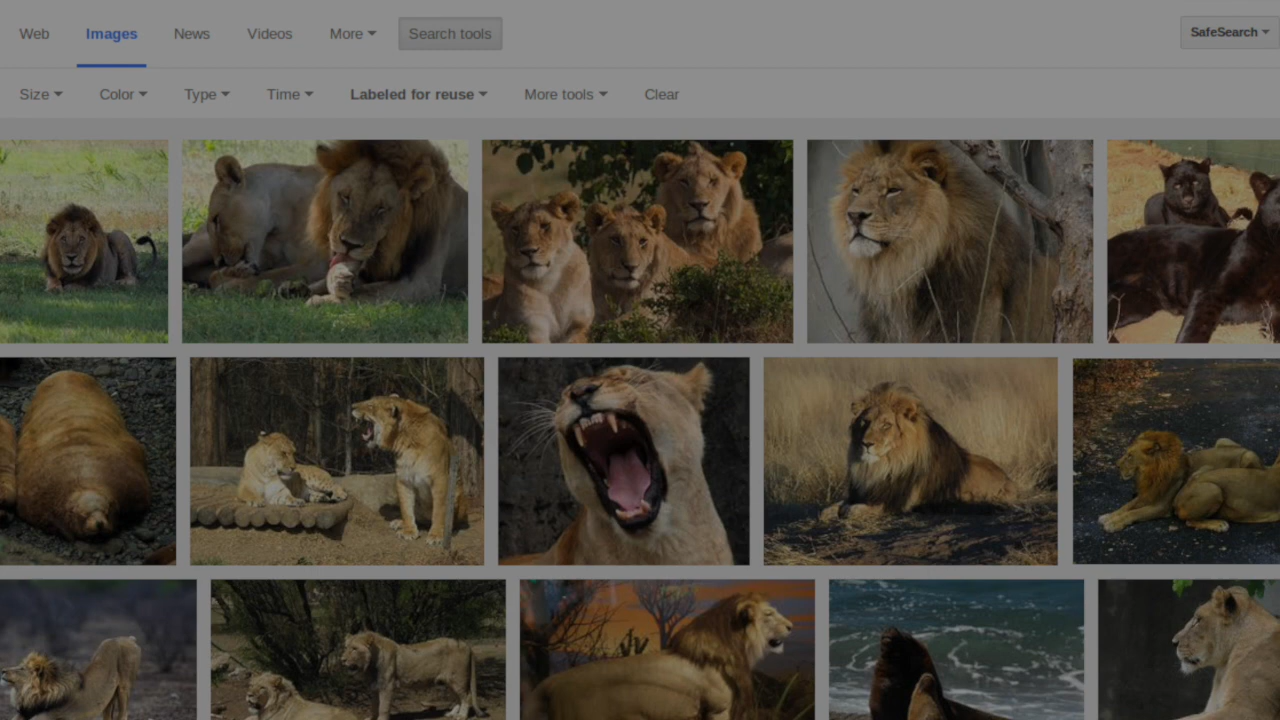 Web Images News Videos More Search tools SafeSearch
Size Color Type Time Labeled for reuse More tools Clear